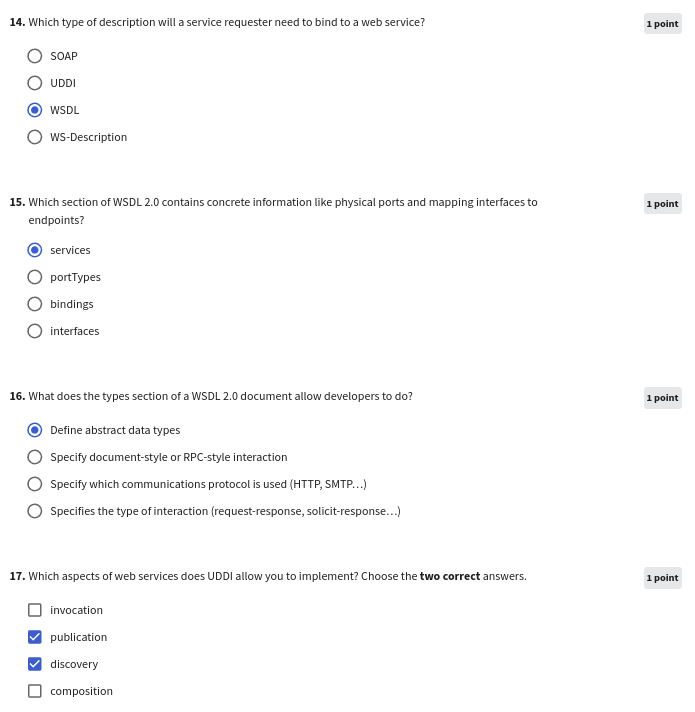 14. Which type of description will a service requester need to bind to a web service?
1 point
SOAP
UDDI
WSDL
WS-Description
15. Which section of WSDL 2.0 contains concrete information like physical ports and mapping interfaces to
endpoints?
1 point
services
portTypes
bindings
interfaces
16. What does the types section of a WSDL 2.0 document allow developers to do?
1 point
Define abstract data types
Specify document-style or RPC-style interaction
Specify which communications protocol is used (HTTP, SMTP…)
Specifies the type of interaction (request-response, solicit-response…)
17. Which aspects of web services does UDDI allow you to implement? Choose the two correct answers.
1 point
invocation
publication
discovery
composition